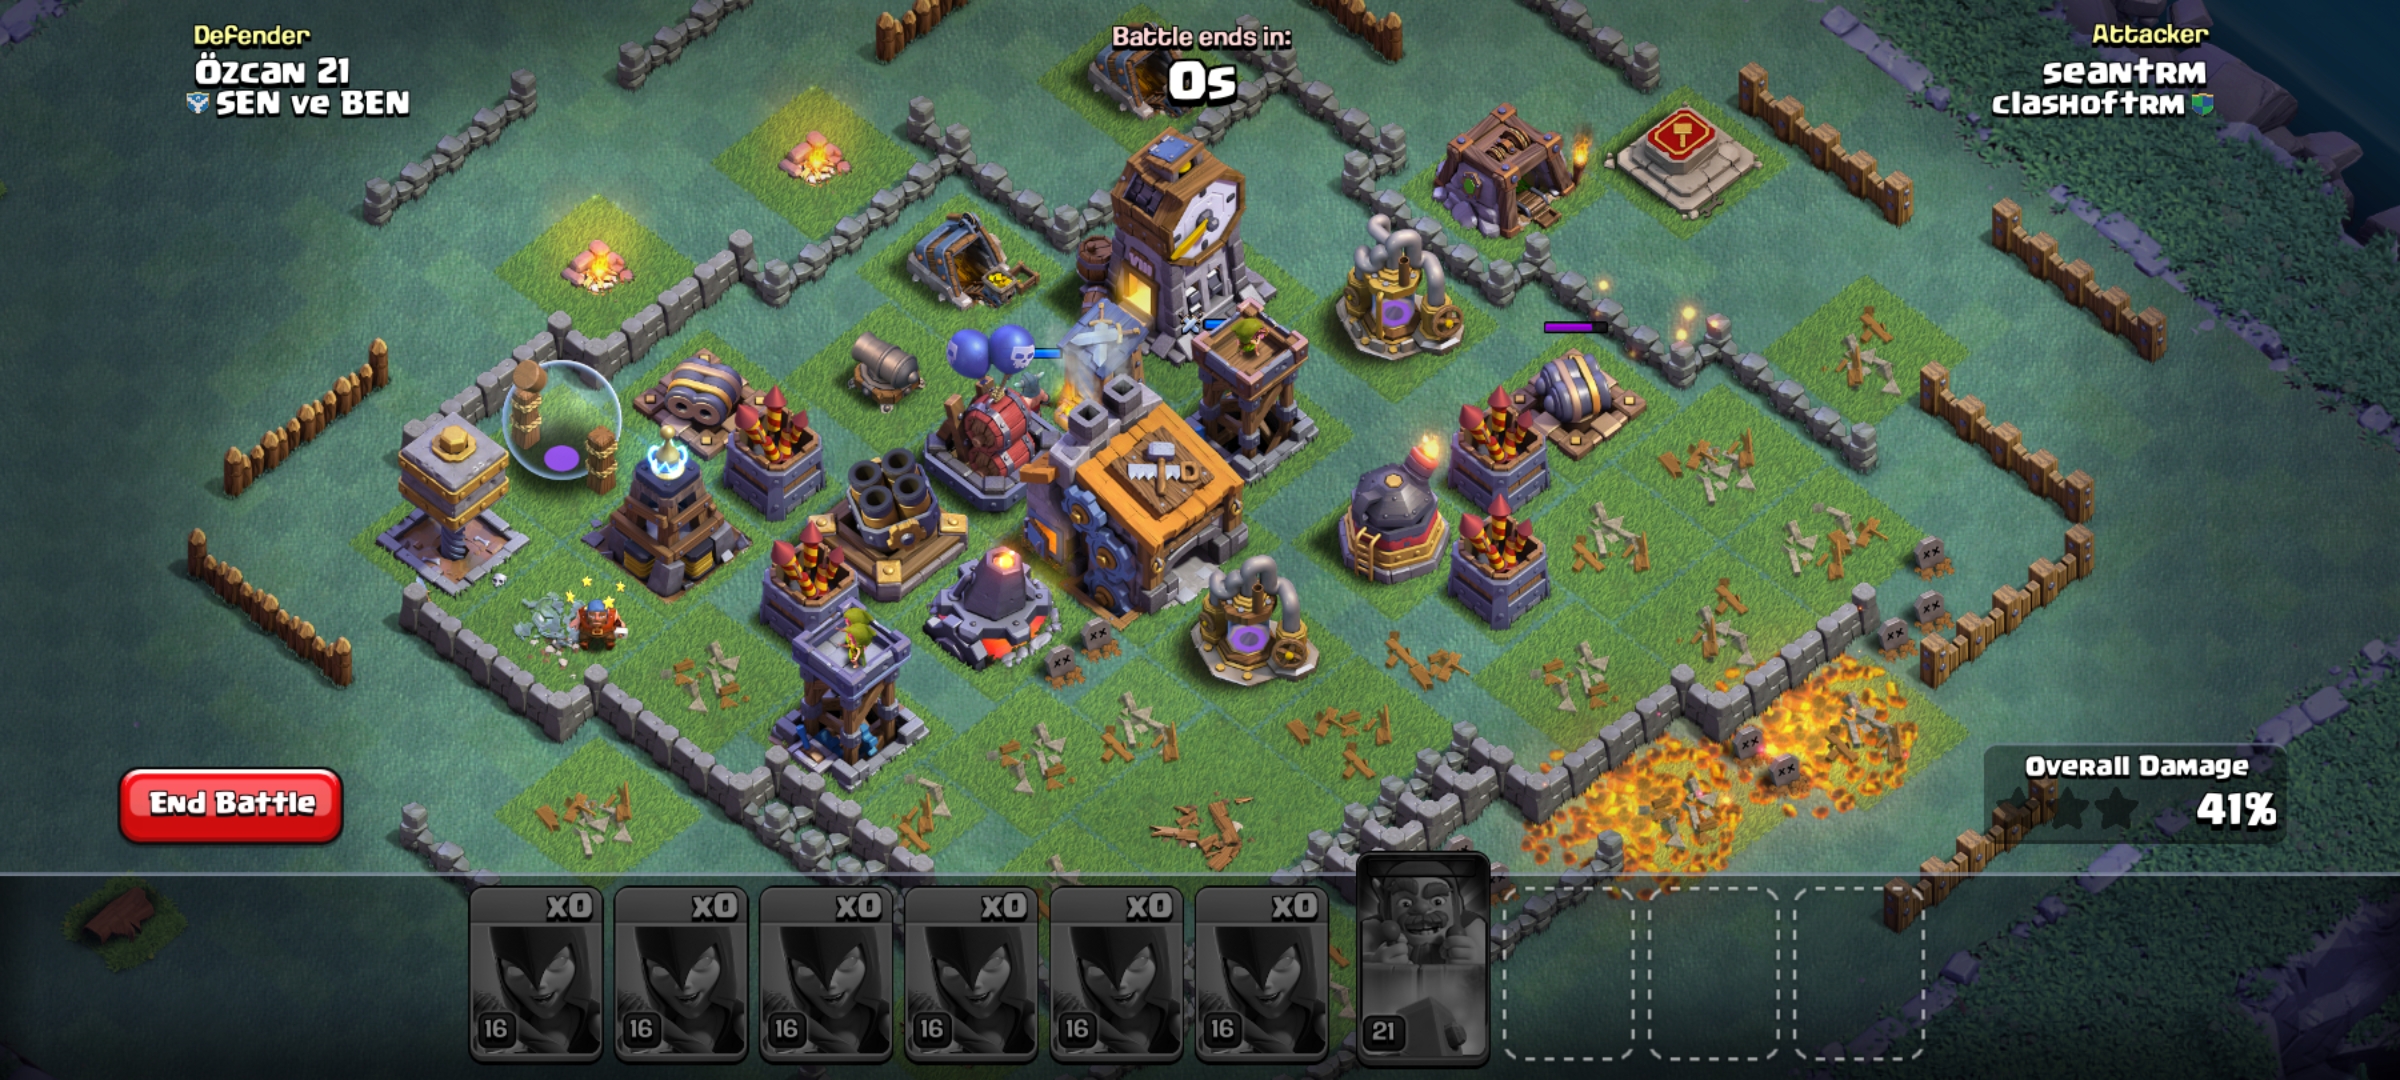 Defender
Özcan 21
SEN ve BEN
Battle ends in:
0s
Attacker
seantRM
clashoftRM
End Battle
Overall Damage
41%
x0
x0
x0
x0
x0
x0
16
16
16
16
16
16
21